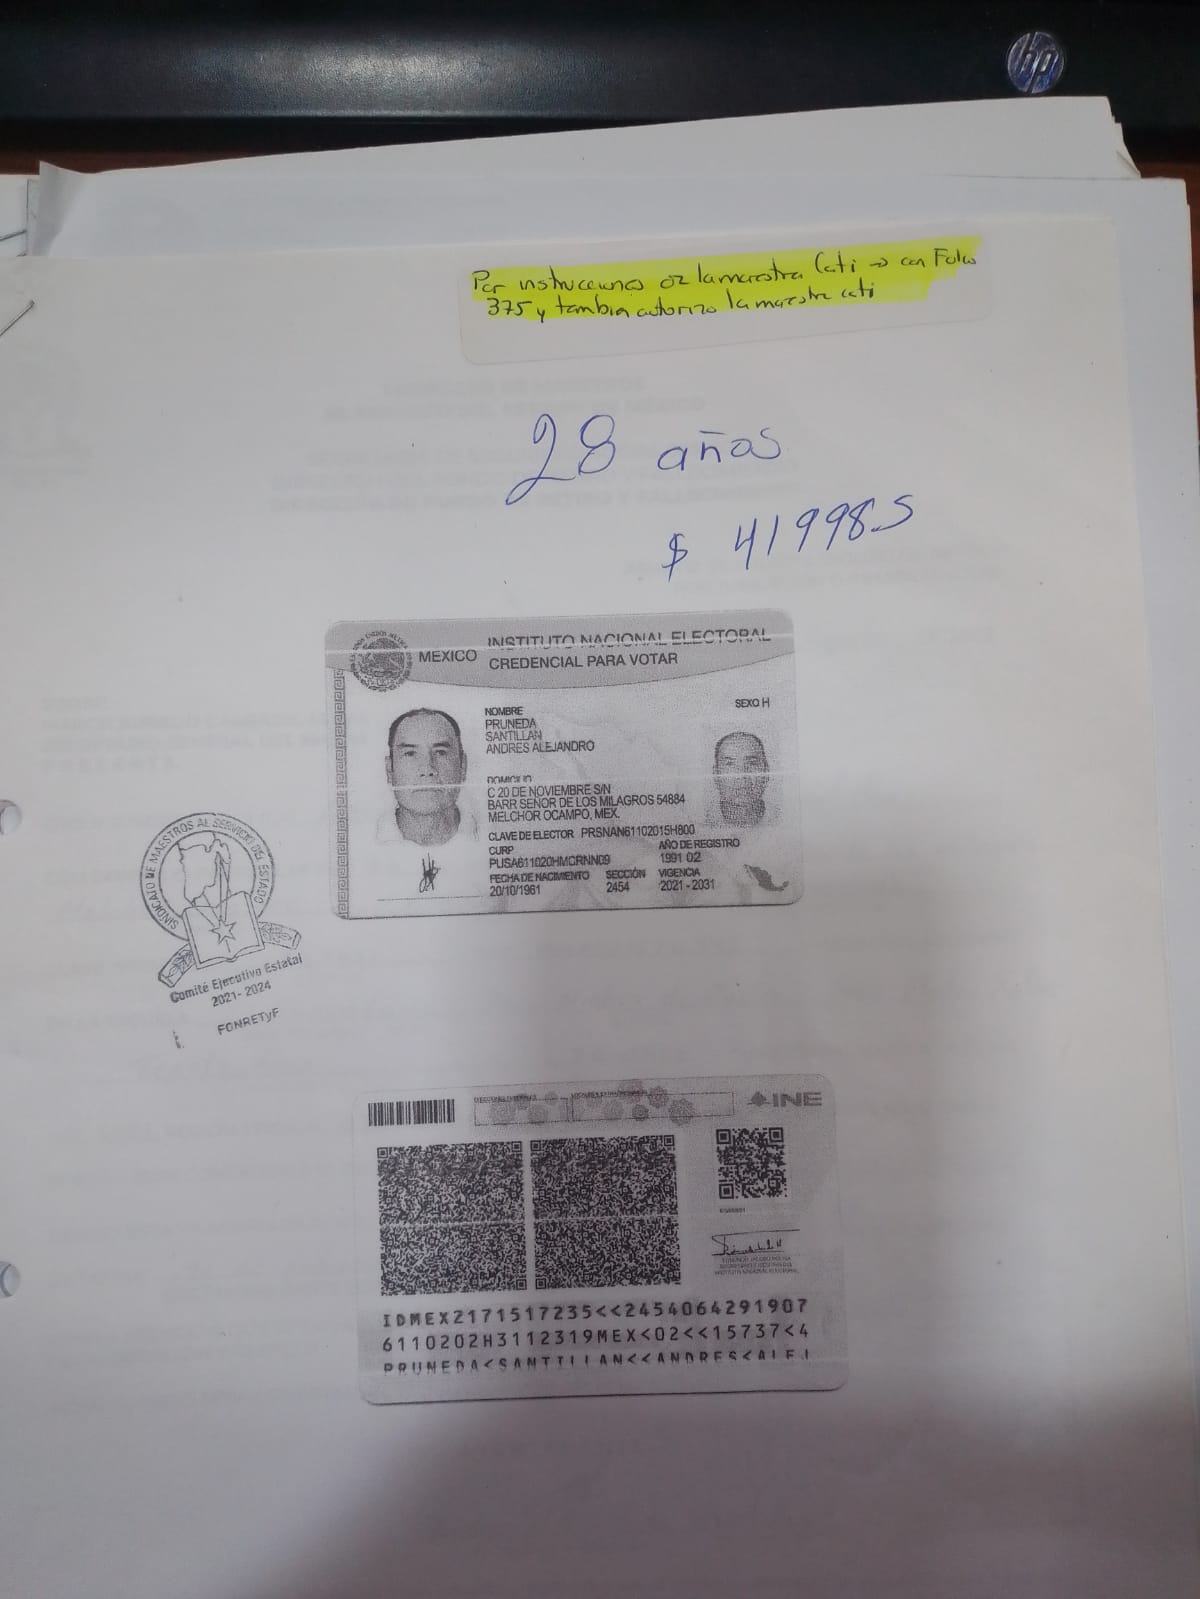 hp
Por instrucciones de la maestra Cati → con Folio
375 y tambien autorizo la maestra cati
28 años
$ 41998.5
MEXICO
INSTITUTO NACIONAL ELECTORAL
CREDENCIAL PARA VOTAR
SEXO H
NOMBRE
PRUNEDA
SANTILLAN
ANDRES ALEJANDRO
DOMICILIO
C 20 DE NOVIEMBRE S/N
BARR SEÑOR DE LOS MILAGROS 54884
MELCHOR OCAMPO, MEX.
CLAVE DE ELECTOR PRSNAN61102015H800
CURP
PUSA611020HMCRNN09
AÑO DE REGISTRO
1991 02
FECHA DE NACIMIENTO
20/10/1961
SECCIÓN
2454
VIGENCIA
2021 - 2031
SINDICATO DE MAESTROS AL SERVICIO DEL ESTADO
Comité Ejecutivo Estatal
2021-2024
FONRETyF
INE
IDMEX2171517235<<2454064291907
6110202H3112319MEX<02<<15737<4
PRUNEDA<SANTILLAN<<ANDRES<ALEJ